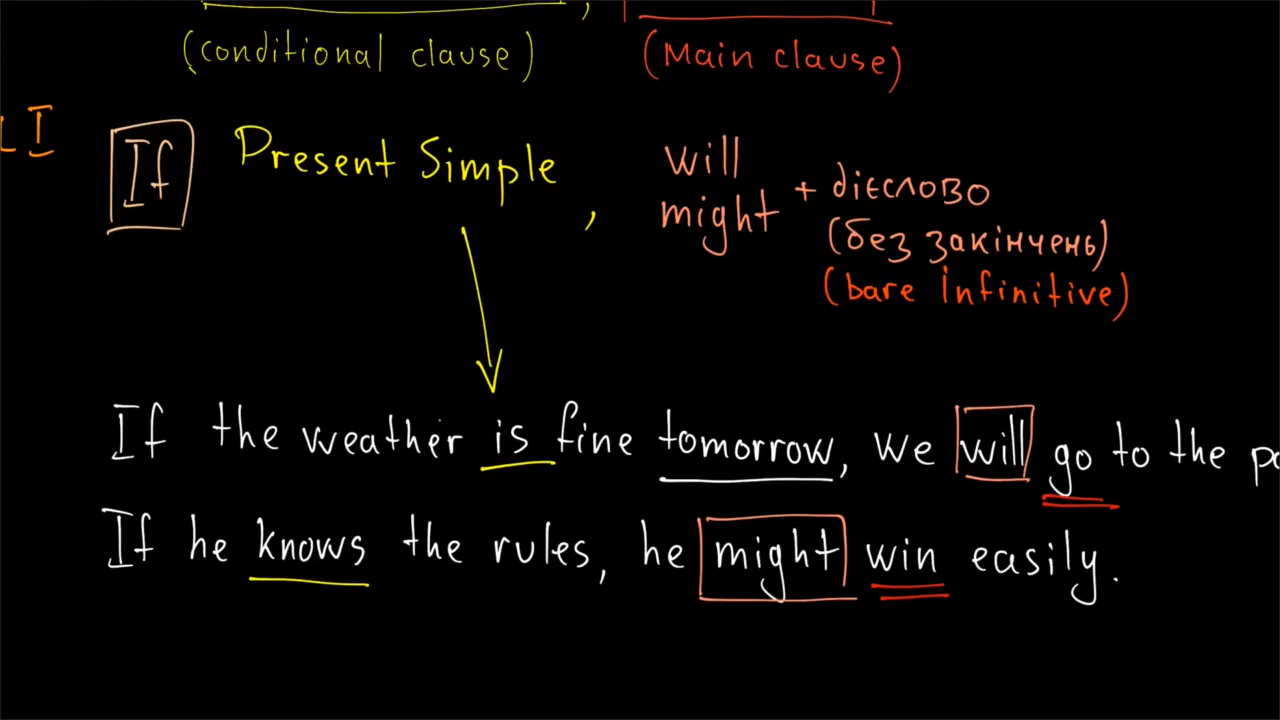 (conditional clause) , (Main clause)
I
If Present Simple , will might + дієслово
(без закінчень)
(bare infinitive)
If the weather is fine tomorrow, we will go to the
If he knows the rules, he might win easily.